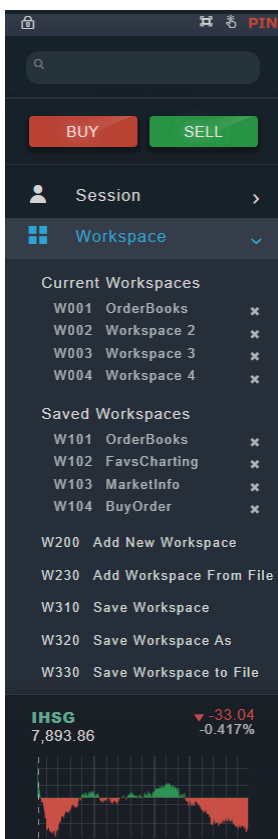 PIN
BUY SELL
Session
Workspace
Current Workspaces
W001 OrderBooks
W002 Workspace 2
W003 Workspace 3
W004 Workspace 4
Saved Workspaces
W101 OrderBooks
W102 FavsCharting
W103 MarketInfo
W104 BuyOrder
W200 Add New Workspace
W230 Add Workspace From File
W310 Save Workspace
W320 Save Workspace As
W330 Save Workspace to File
IHSG -33.04
7,893.86 -0.417%